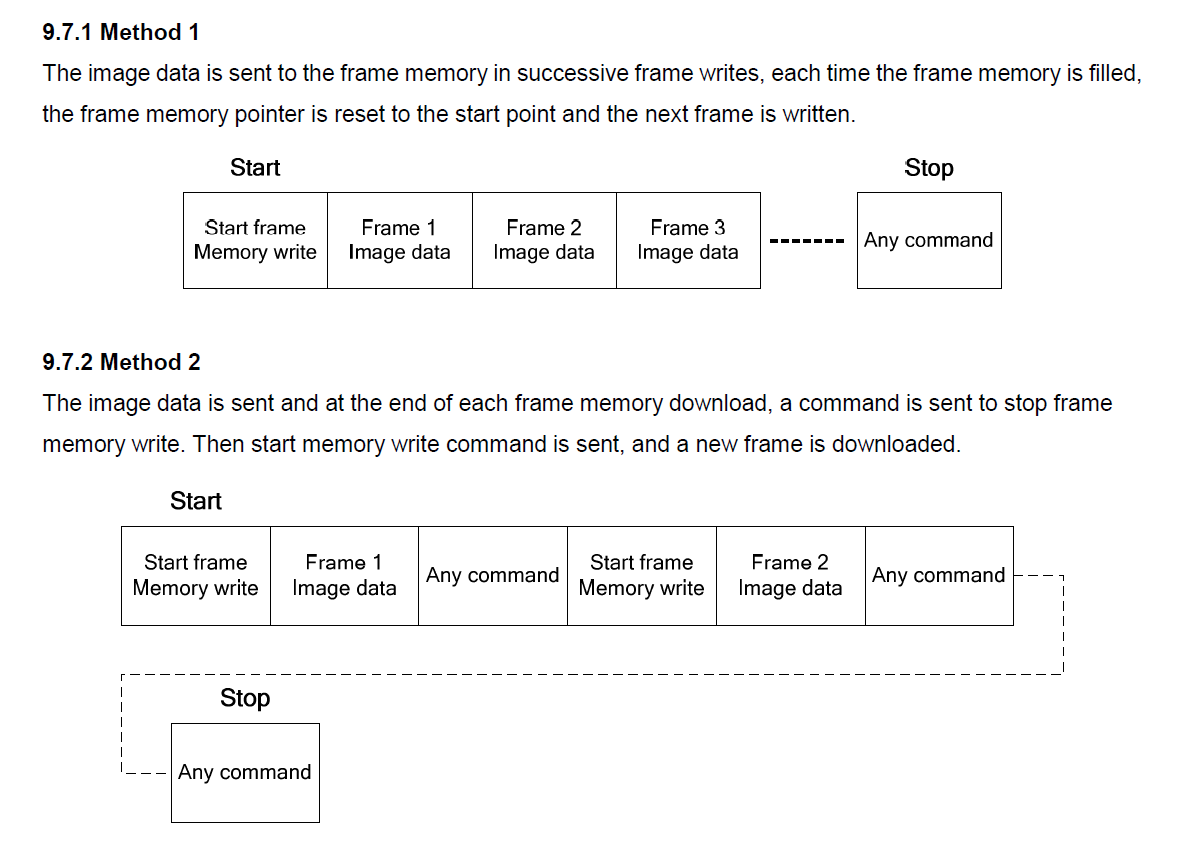 9.7.1 Method 1
The image data is sent to the frame memory in successive frame writes, each time the frame memory is filled,
the frame memory pointer is reset to the start point and the next frame is written.
Start
Stop
Start frame
Memory write
Frame 1
Image data
Frame 2
Image data
Frame 3
Image data
Any command
9.7.2 Method 2
The image data is sent and at the end of each frame memory download, a command is sent to stop frame
memory write. Then start memory write command is sent, and a new frame is downloaded.
Start
Start frame
Memory write
Frame 1
Image data
Any command
Start frame
Memory write
Frame 2
Image data
Any command
Stop
Any command